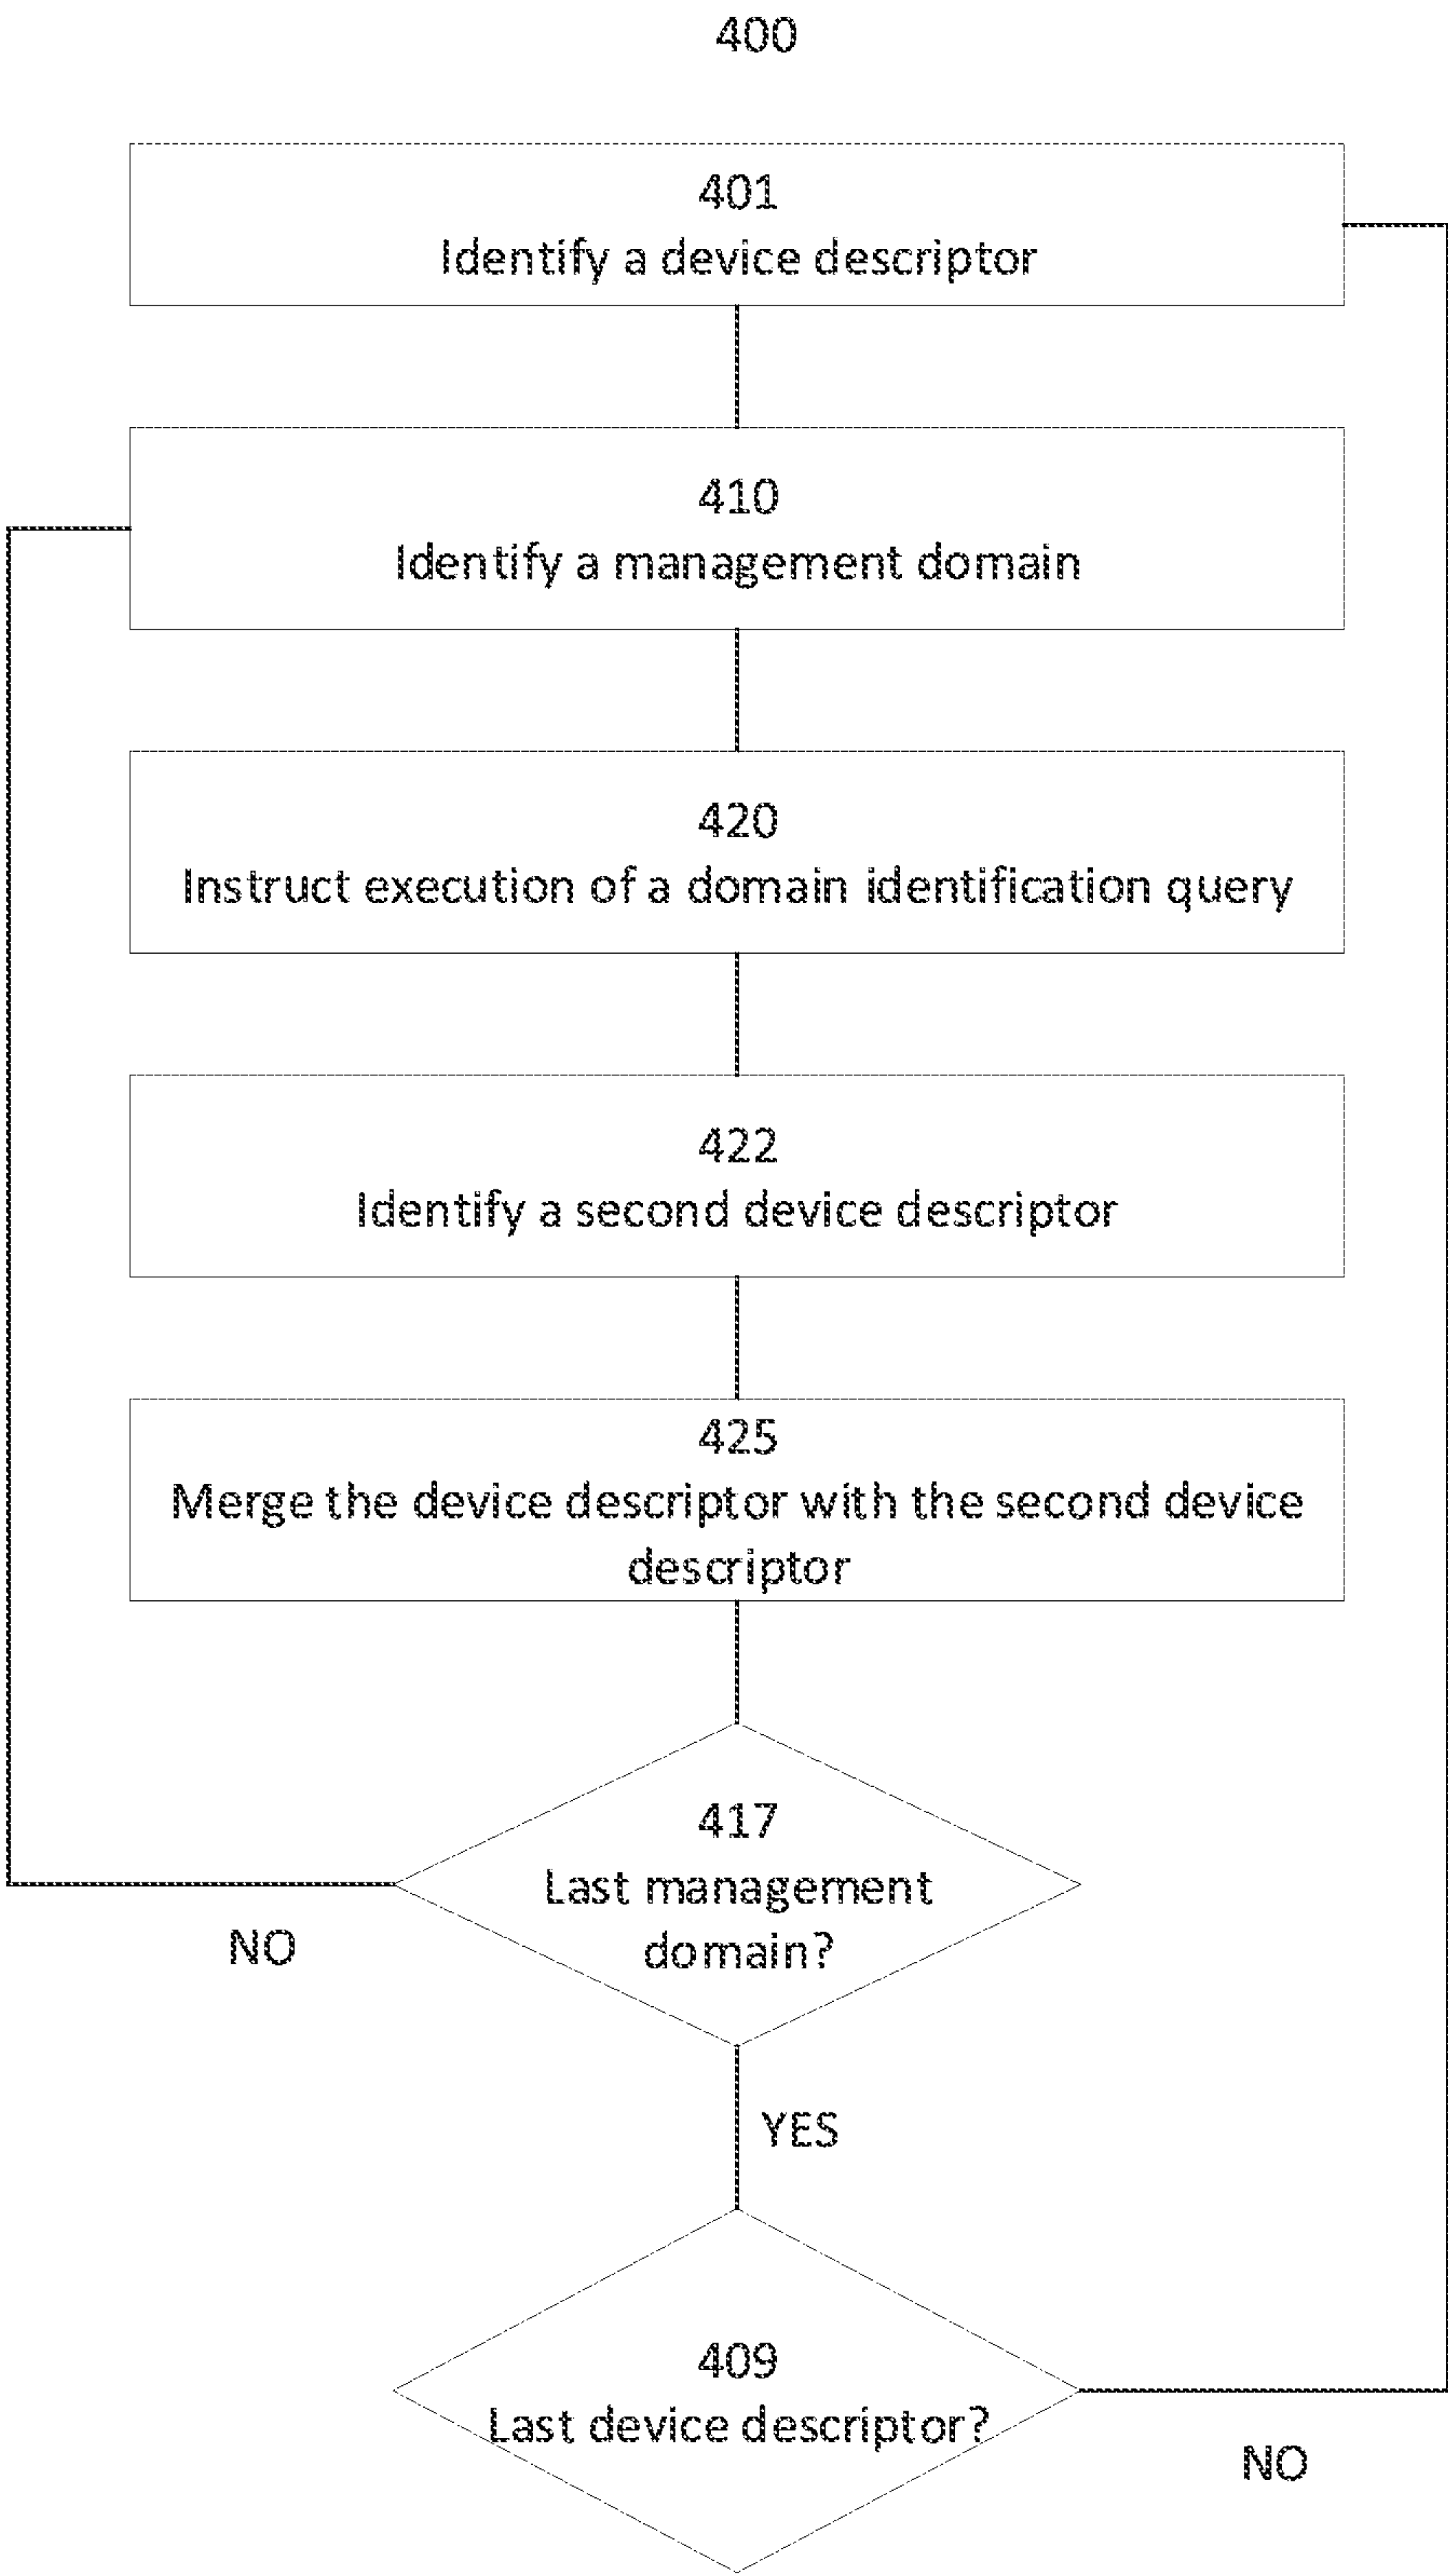 400
401
Identify a device descriptor
410
Identify a management domain
420
Instruct execution of a domain identification query
422
Identify a second device descriptor
425
Merge the device descriptor with the second device
descriptor
417
Last management
domain?
NO
YES
409
Last device descriptor?
NO